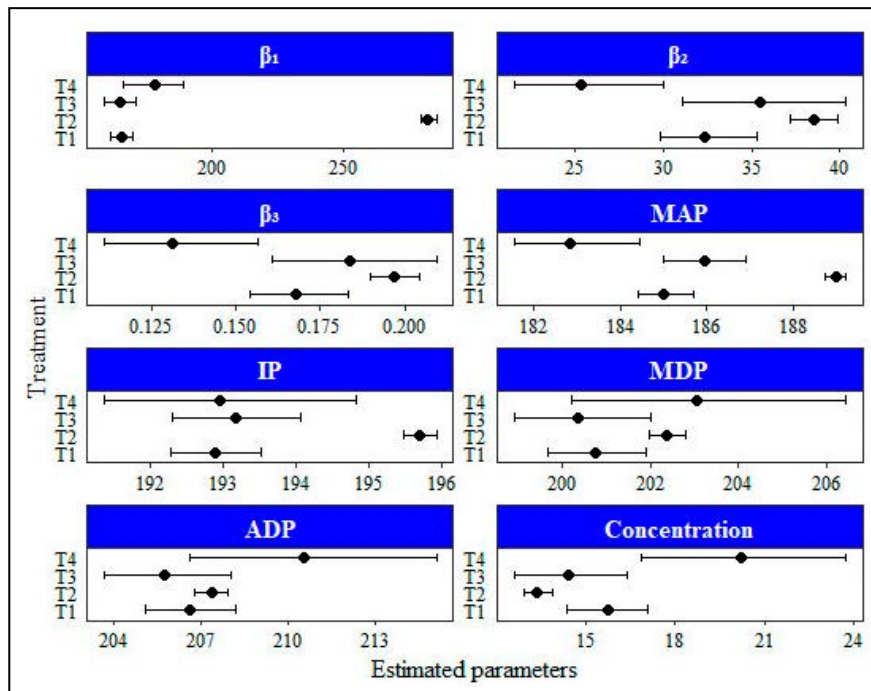 β₁
T4
T3
T2
T1
200 250
β₂
T4
T3
T2
T1
25 30 35 40
β₃
T4
T3
T2
T1
0.125 0.150 0.175 0.200
MAP
T4
T3
T2
T1
182 184 186 188
IP
T4
T3
T2
T1
192 193 194 195 196
MDP
T4
T3
T2
T1
200 202 204 206
ADP
T4
T3
T2
T1
204 207 210 213
Concentration
T4
T3
T2
T1
15 18 21 24
Treatment
Estimated parameters